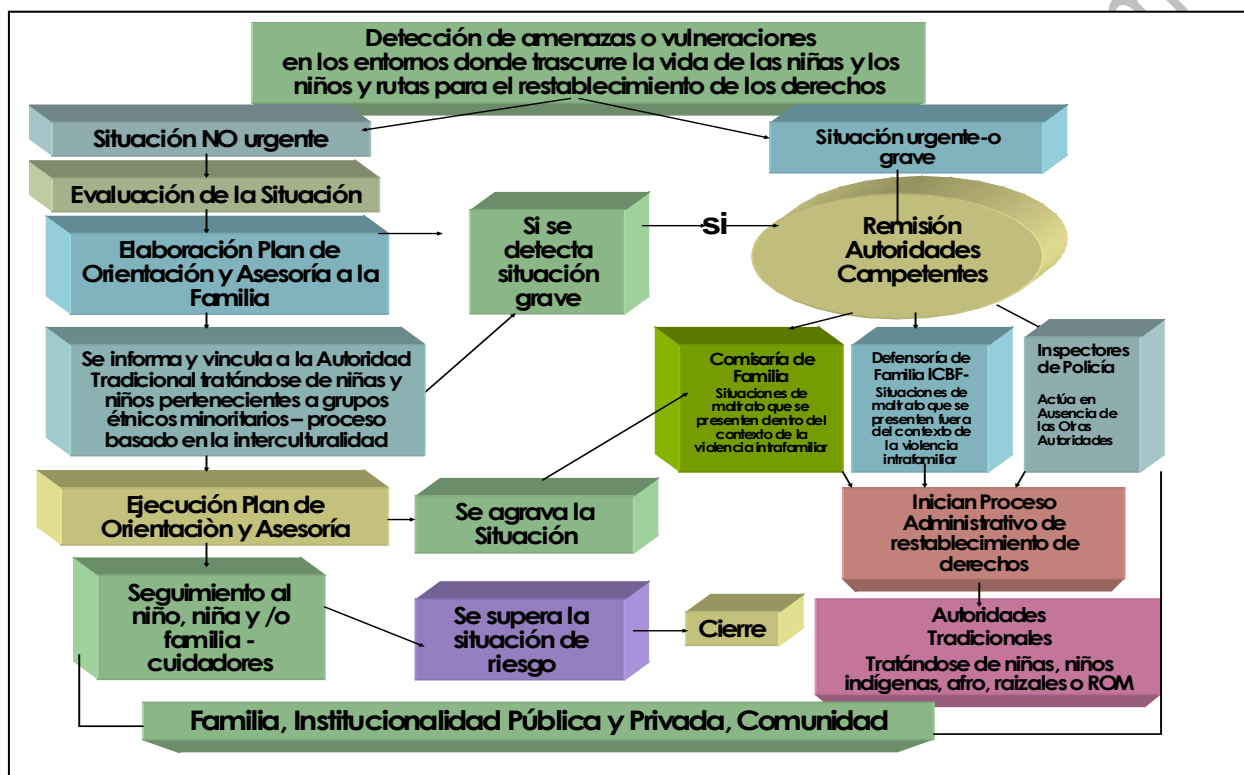 Detección de amenazas o vulneraciones
en los entornos donde trascurre la vida de las niñas y los
niños y rutas para el restablecimiento de los derechos
Situación NO urgente
Situación urgente-o
grave
Evaluación de la Situación
Elaboración Plan de
Orientación y Asesoría a la
Familia
Si se
detecta
situación
grave
si
Remisión
Autoridades
Competentes
Se informa y vincula a la Autoridad
Tradicional tratándose de niñas y
niños pertenecientes a grupos
étnicos minoritarios – proceso
basado en la interculturalidad
Comisaría de
Familia
Situaciones de
maltrato que se
presenten dentro del
contexto de la
violencia intrafamiliar
Defensoría de
Familia ICBF-
Situaciones de
maltrato que se
presenten fuera
del contexto de
la violencia
intrafamiliar
Inspectores
de Policía
Actúa en
Ausencia de
las Otras
Autoridades
Ejecución Plan de
Orientaciòn y Asesoría
Se agrava la
Situación
Inician Proceso
Administrativo de
restablecimiento de
derechos
Seguimiento al
niño, niña y /o
familia -
cuidadores
Se supera la
situación de
riesgo
Cierre
Autoridades
Tradicionales
Tratándose de niñas, niños
indígenas, afro, raizales o ROM
Familia, Institucionalidad Pública y Privada, Comunidad